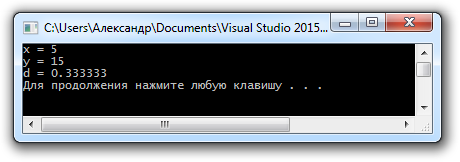 C:\Users\Александр\Documents\Visual Studio 2015...
x = 5
y = 15
d = 0.333333
Для продолжения нажмите любую клавишу . . .